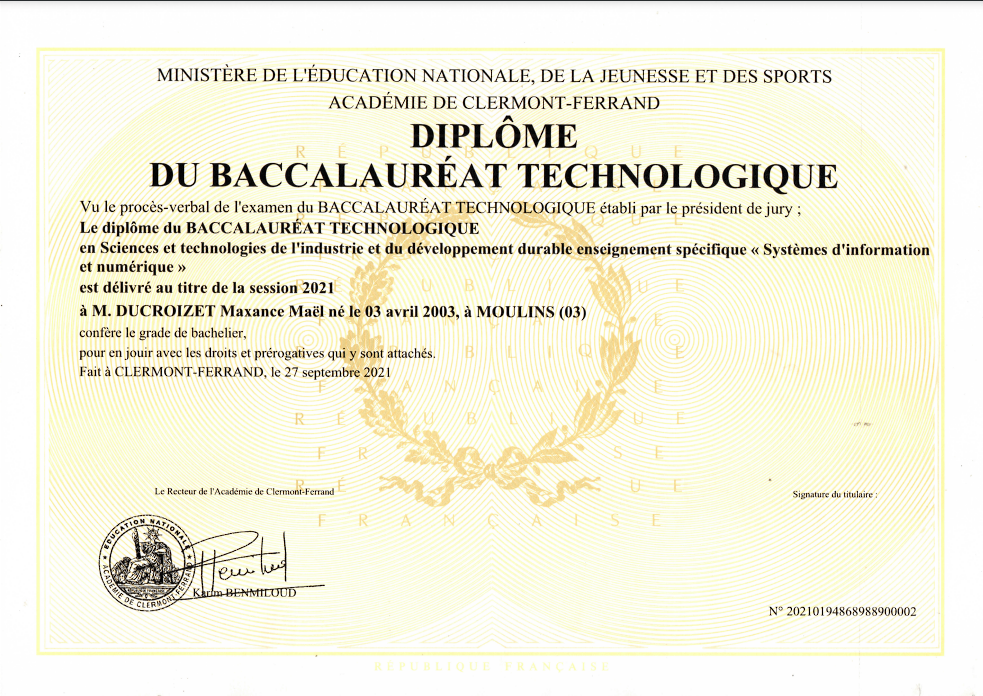 MINISTÈRE DE L'ÉDUCATION NATIONALE, DE LA JEUNESSE ET DES SPORTS
ACADÉMIE DE CLERMONT-FERRAND
DIPLÔME
DU BACCALAURÉAT TECHNOLOGIQUE
Vu le procès-verbal de l'examen du BACCALAURÉAT TECHNOLOGIQUE établi par le président de jury ;
Le diplôme du BACCALAURÉAT TECHNOLOGIQUE
en Sciences et technologies de l'industrie et du développement durable enseignement spécifique « Systèmes d'information
et numérique »
est délivré au titre de la session 2021
à M. DUCROIZET Maxance Maël né le 03 avril 2003, à MOULINS (03)
confère le grade de bachelier,
pour en jouir avec les droits et prérogatives qui y sont attachés.
Fait à CLERMONT-FERRAND, le 27 septembre 2021
Le Recteur de l'Académie de Clermont-Ferrand
Signature du titulaire :
ÉDUCATION NATIONALE
ACADÉMIE DE CLERMONT-FERRAND
Karim BENMILOUD
N° 20210194868988900002
RÉPUBLIQUE FRANÇAISE